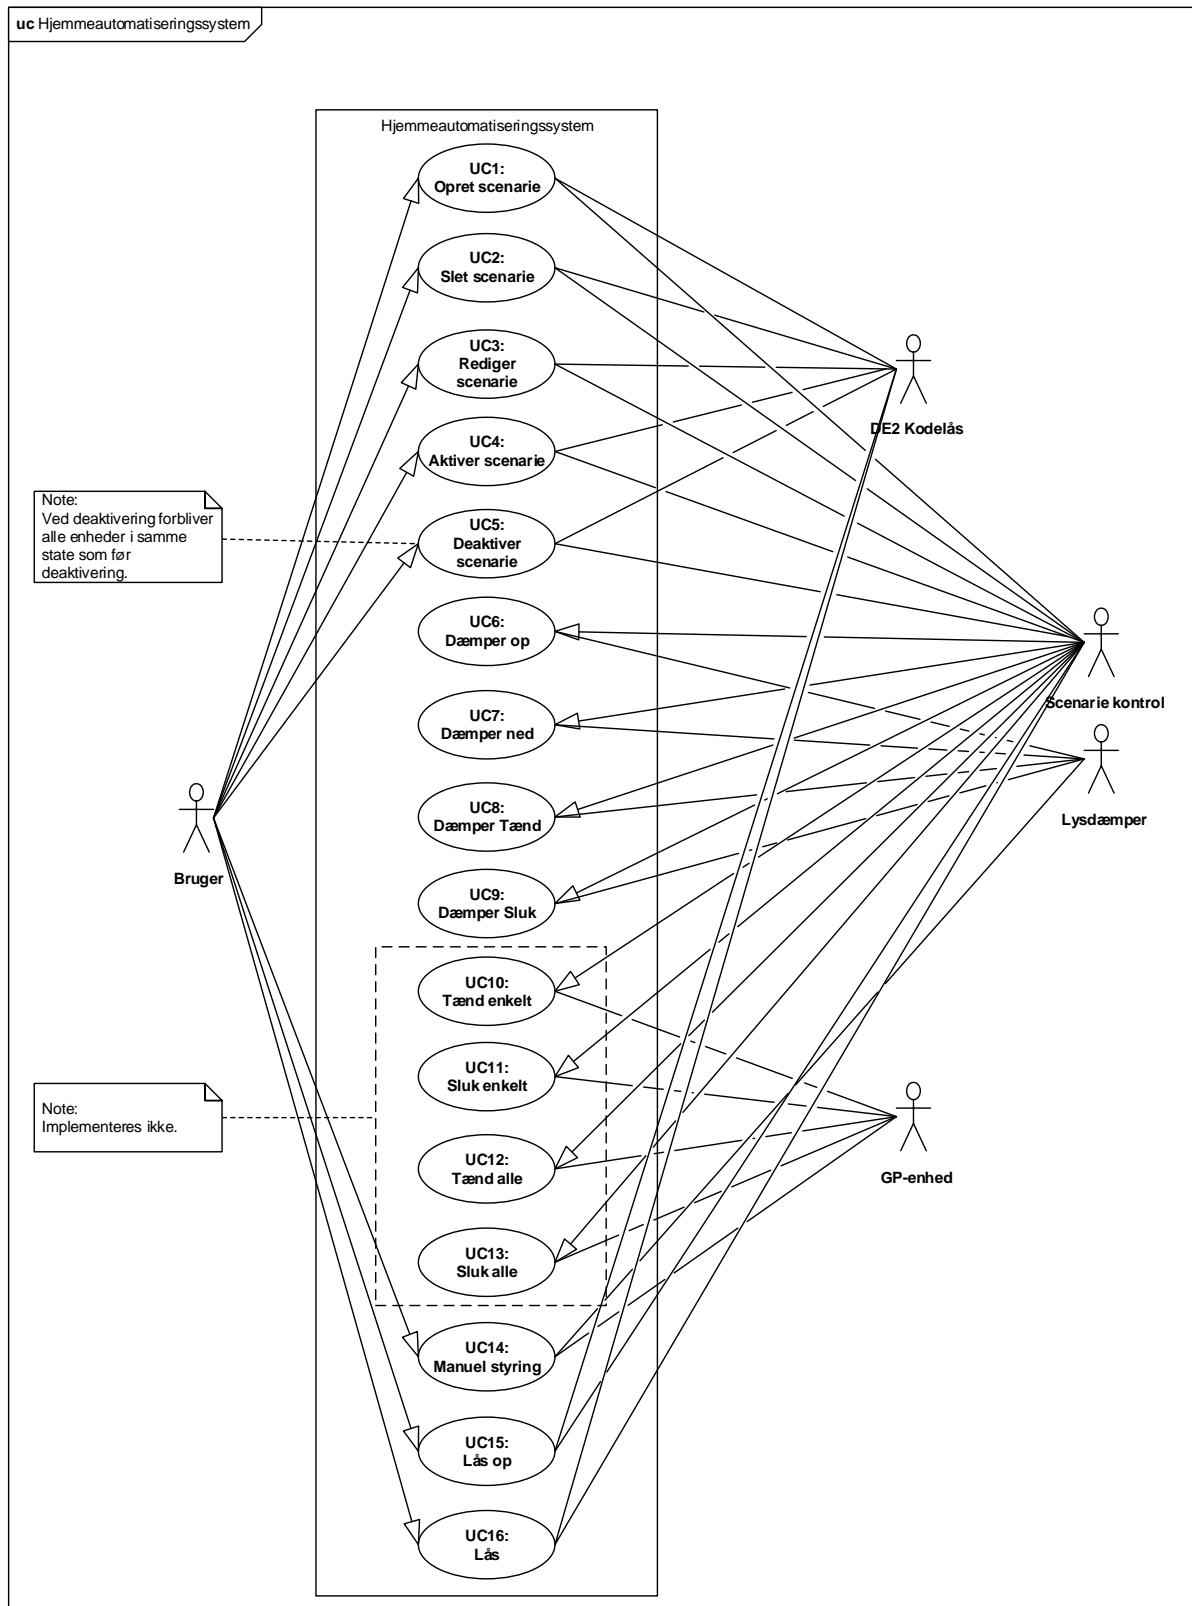 uc Hjemmeautomatiseringssystem
Hjemmeautomatiseringssystem
UC1:
Opret scenarie
UC2:
Slet scenarie
UC3:
Rediger
scenarie
DE2 Kodelås
UC4:
Aktiver scenarie
Note:
Ved deaktivering forbliver
alle enheder i samme
state som før
deaktivering.
UC5:
Deaktiver
scenarie
UC6:
Dæmper op
Scenarie kontrol
UC7:
Dæmper ned
UC8:
Dæmper Tænd
Lysdæmper
Bruger
UC9:
Dæmper Sluk
UC10:
Tænd enkelt
UC11:
Sluk enkelt
Note:
Implementeres ikke.
UC12:
Tænd alle
GP-enhed
UC13:
Sluk alle
UC14:
Manuel styring
UC15:
Lås op
UC16:
Lås